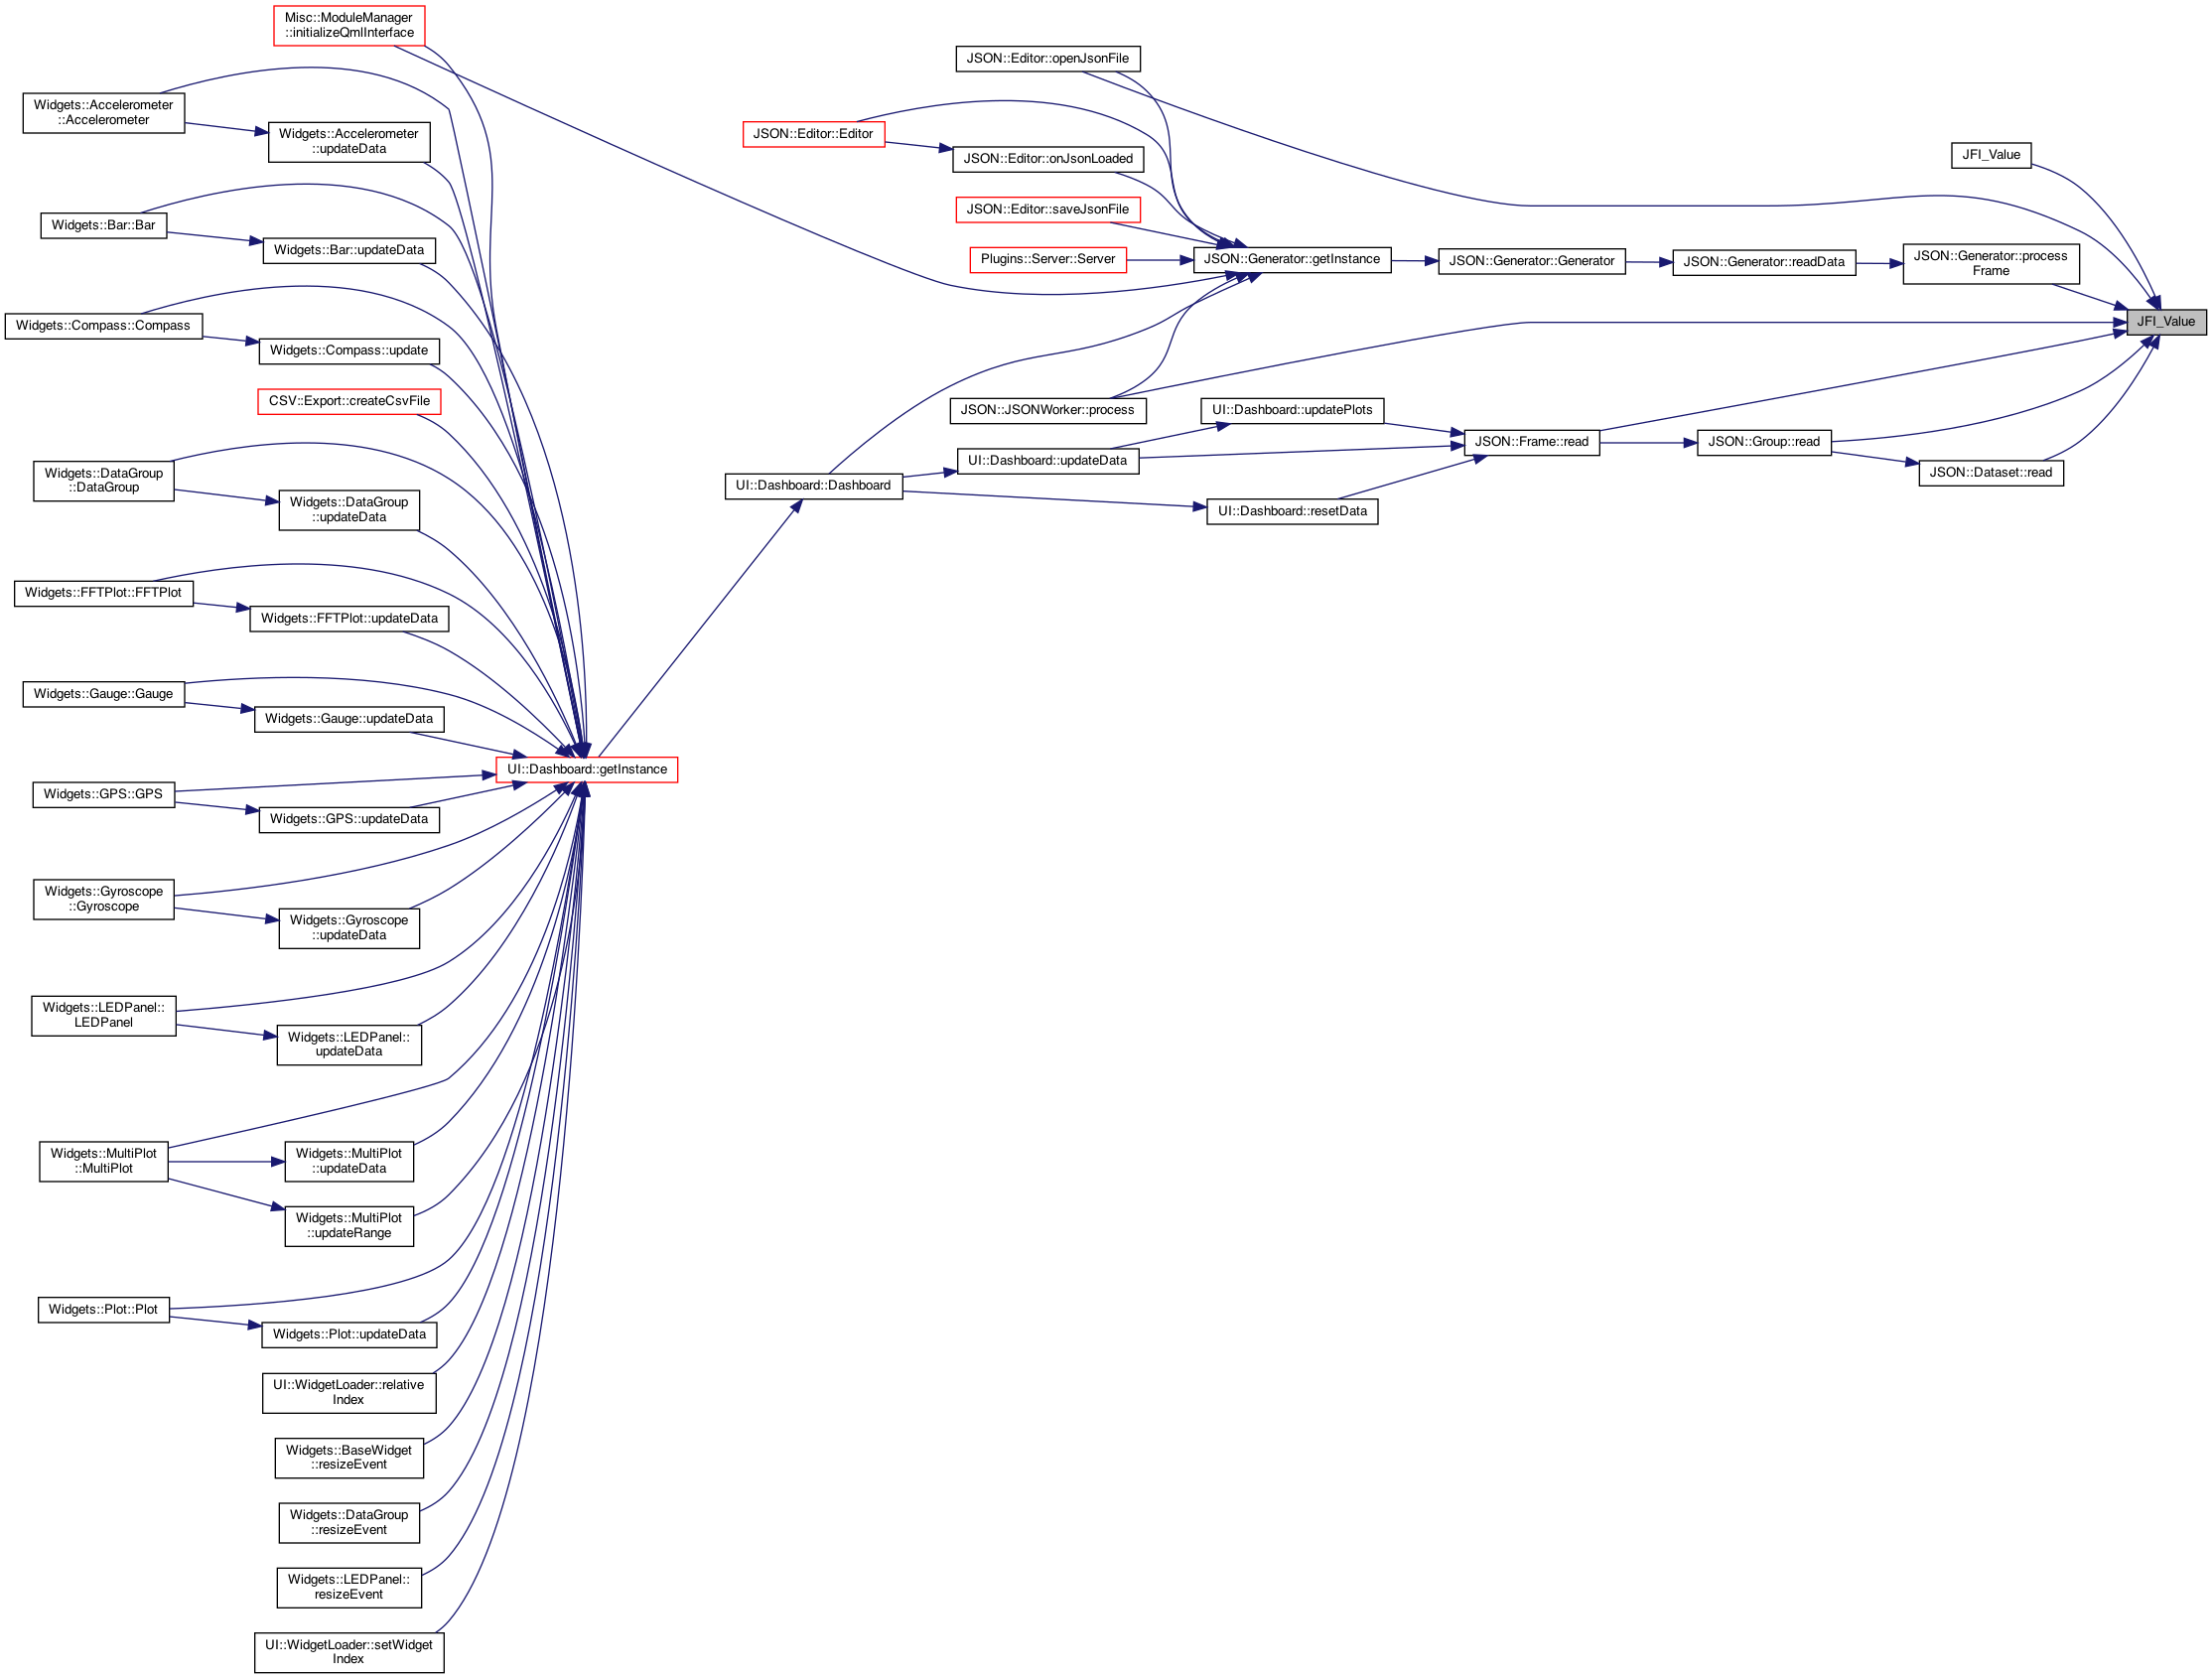 Misc::ModuleManager
::initializeQmlInterface
Widgets::Accelerometer
::Accelerometer
Widgets::Accelerometer
::updateData
Widgets::Bar::Bar
Widgets::Bar::updateData
Widgets::Compass::Compass
Widgets::Compass::update
CSV::Export::createCsvFile
Widgets::DataGroup
::DataGroup
Widgets::DataGroup
::updateData
Widgets::FFTPlot::FFTPlot
Widgets::FFTPlot::updateData
Widgets::Gauge::Gauge
Widgets::Gauge::updateData
UI::Dashboard::getInstance
Widgets::GPS::GPS
Widgets::GPS::updateData
Widgets::Gyroscope
::Gyroscope
Widgets::Gyroscope
::updateData
Widgets::LEDPanel::
LEDPanel
Widgets::LEDPanel::
updateData
Widgets::MultiPlot
::MultiPlot
Widgets::MultiPlot
::updateData
Widgets::MultiPlot
::updateRange
Widgets::Plot::Plot
Widgets::Plot::updateData
UI::WidgetLoader::relative
Index
Widgets::BaseWidget
::resizeEvent
Widgets::DataGroup
::resizeEvent
Widgets::LEDPanel::
resizeEvent
UI::WidgetLoader::setWidget
Index
JSON::Editor::openJsonFile
JSON::Editor::Editor
JSON::Editor::onJsonLoaded
JSON::Editor::saveJsonFile
Plugins::Server::Server
JSON::Generator::getInstance
JSON::Generator::Generator
JSON::Generator::readData
JSON::Generator::process
Frame
JFI_Value
JFI_Value
JSON::JSONWorker::process
UI::Dashboard::updatePlots
UI::Dashboard::updateData
UI::Dashboard::Dashboard
UI::Dashboard::resetData
JSON::Frame::read
JSON::Group::read
JSON::Dataset::read